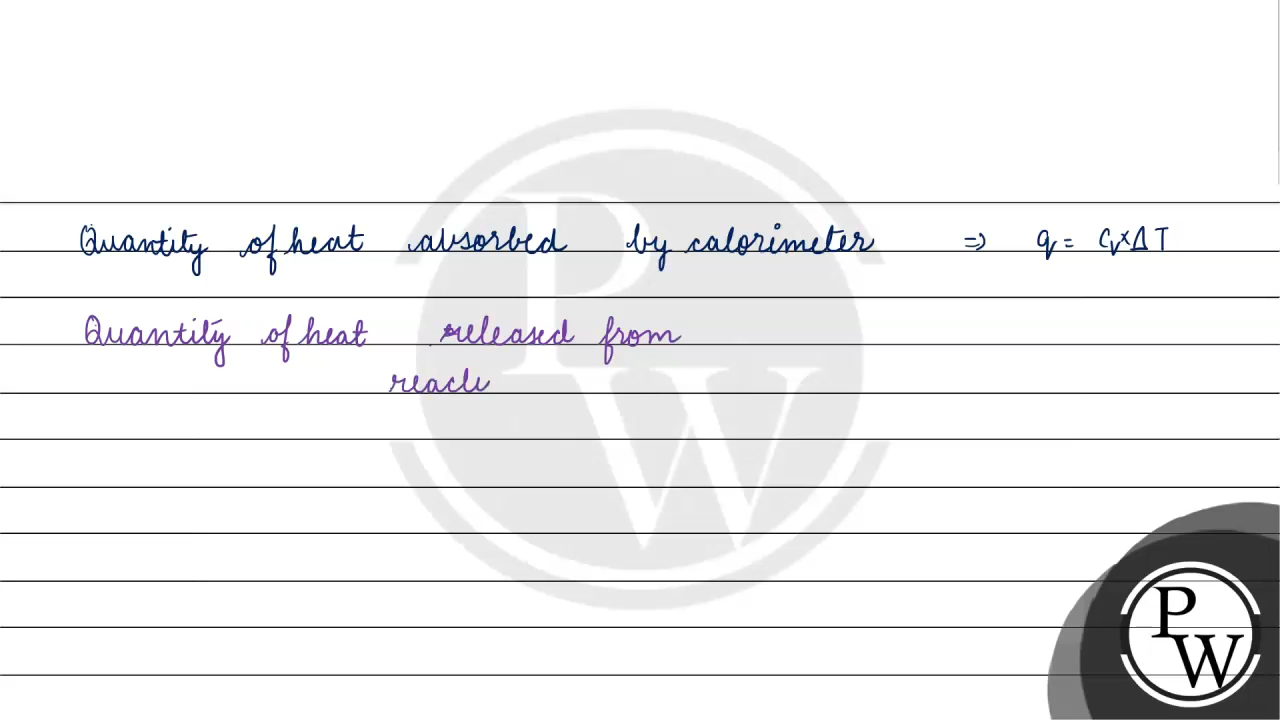 Quantity of heat absorbed by calorimeter ⇒ q = Cv × ΔT
Quantity of heat released from
reacti
P
W
P
W